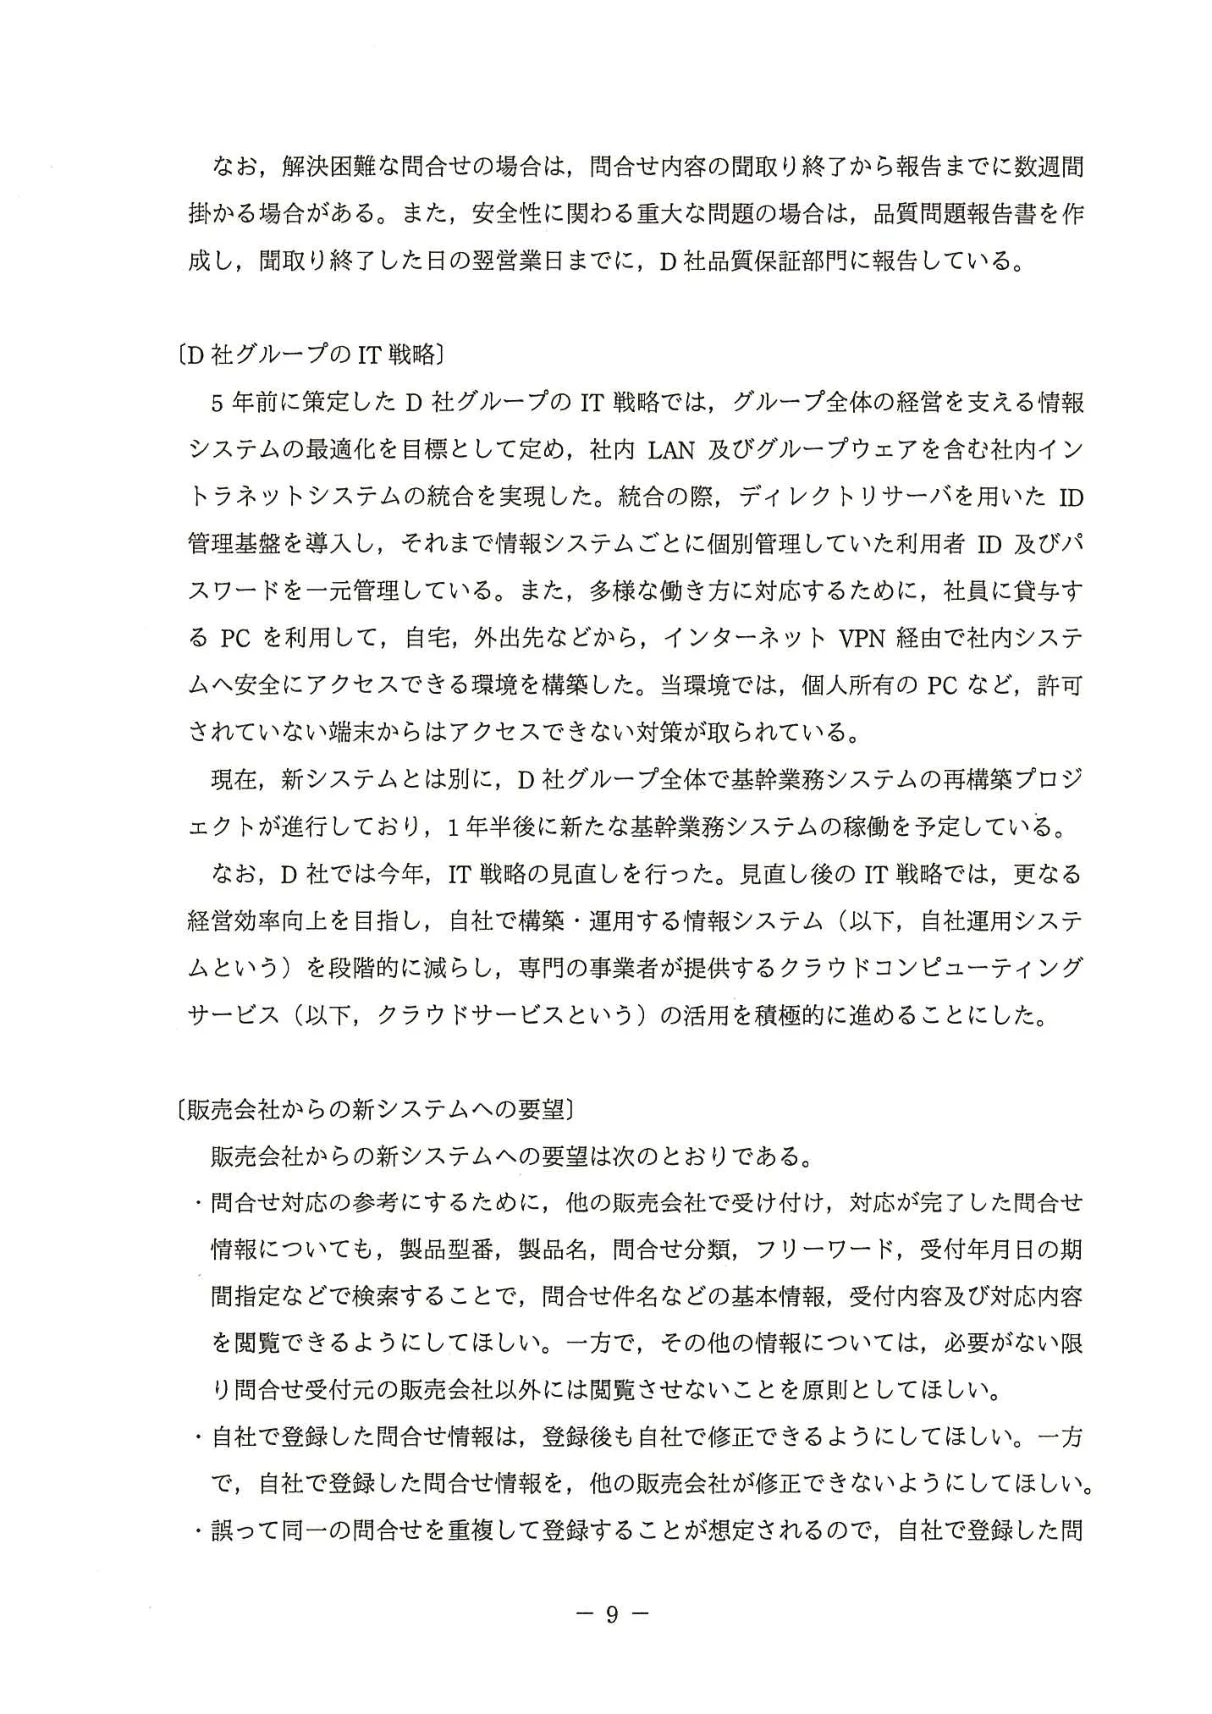 なお，解決困難な問合せの場合は，問合せ内容の聞取り終了から報告までに数週間
掛かる場合がある。また，安全性に関わる重大な問題の場合は，品質問題報告書を作
成し，聞取り終了した日の翌営業日までに，D 社品質保証部門に報告している。
〔D 社グループの IT 戦略〕
5 年前に策定した D 社グループの IT 戦略では，グループ全体の経営を支える情報
システムの最適化を目標として定め，社内 LAN 及びグループウェアを含む社内イン
トラネットシステムの統合を実現した。統合の際，ディレクトリサーバを用いた ID
管理基盤を導入し，それまで情報システムごとに個別管理していた利用者 ID 及びパ
スワードを一元管理している。また，多様な働き方に対応するために，社員に貸与す
る PC を利用して，自宅，外出先などから，インターネット VPN 経由で社内システ
ムへ安全にアクセスできる環境を構築した。当環境では，個人所有の PC など，許可
されていない端末からはアクセスできない対策が取られている。
現在，新システムとは別に，D 社グループ全体で基幹業務システムの再構築プロジ
ェクトが進行しており，1 年半後に新たな基幹業務システムの稼働を予定している。
なお，D 社では今年，IT 戦略の見直しを行った。見直し後の IT 戦略では，更なる
経営効率向上を目指し，自社で構築・運用する情報システム（以下，自社運用システ
ムという）を段階的に減らし，専門の事業者が提供するクラウドコンピューティング
サービス（以下，クラウドサービスという）の活用を積極的に進めることにした。
〔販売会社からの新システムへの要望〕
販売会社からの新システムへの要望は次のとおりである。
・問合せ対応の参考にするために，他の販売会社で受け付け，対応が完了した問合せ
情報についても，製品型番，製品名，問合せ分類，フリーワード，受付年月日の期
間指定などで検索することで，問合せ件名などの基本情報，受付内容及び対応内容
を閲覧できるようにしてほしい。一方で，その他の情報については，必要がない限
り問合せ受付元の販売会社以外には閲覧させないことを原則としてほしい。
・自社で登録した問合せ情報は，登録後も自社で修正できるようにしてほしい。一方
で，自社で登録した問合せ情報を，他の販売会社が修正できないようにしてほしい。
・誤って同一の問合せを重複して登録することが想定されるので，自社で登録した問
－ 9 －